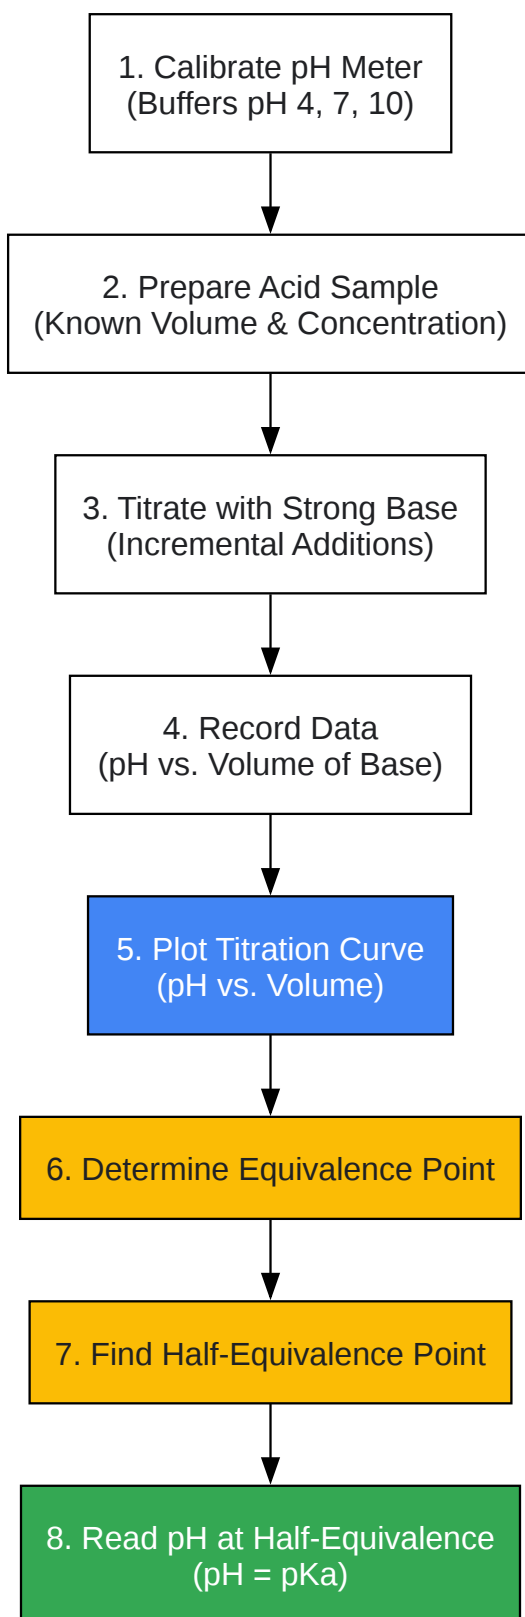 1. Calibrate pH Meter
(Buffers pH 4, 7, 10)
2. Prepare Acid Sample
(Known Volume & Concentration)
3. Titrate with Strong Base
(Incremental Additions)
4. Record Data
(pH vs. Volume of Base)
5. Plot Titration Curve
(pH vs. Volume)
6. Determine Equivalence Point
7. Find Half-Equivalence Point
8. Read pH at Half-Equivalence
(pH = pKa)